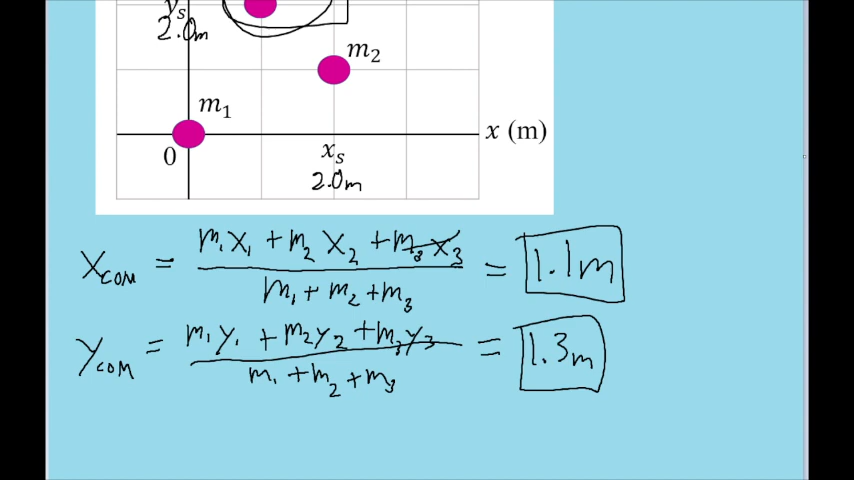 y_s
2.0m
m_2
m_1
x (m)
0
x_s
2.0m
X_com = (m_1 x_1 + m_2 x_2 + m_3 x_3) / (m_1 + m_2 + m_3) = 1.1m
y_com = (m_1 y_1 + m_2 y_2 + m_3 y_3) / (m_1 + m_2 + m_3) = 1.3m